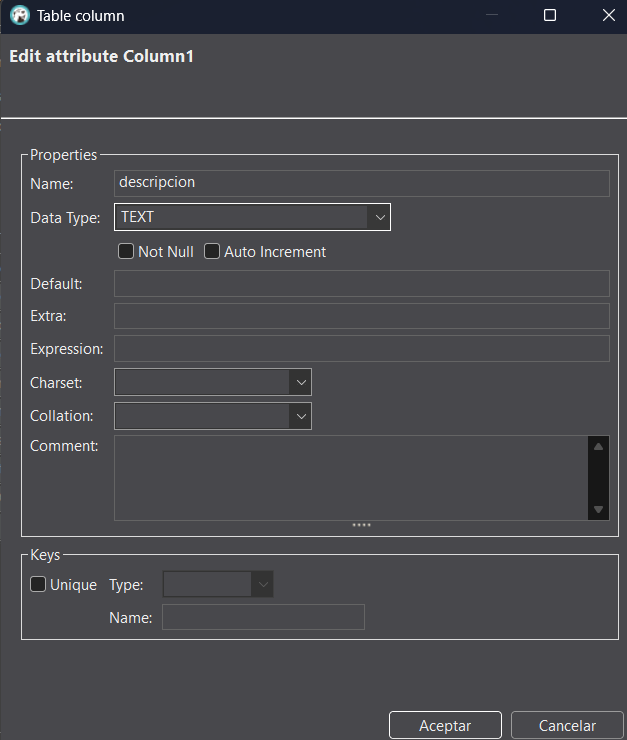 Table column
Edit attribute Column1
Properties
Name: descripcion
Data Type: TEXT
Not Null Auto Increment
Default:
Extra:
Expression:
Charset:
Collation:
Comment:
Keys
Unique Type:
Name:
Aceptar Cancelar